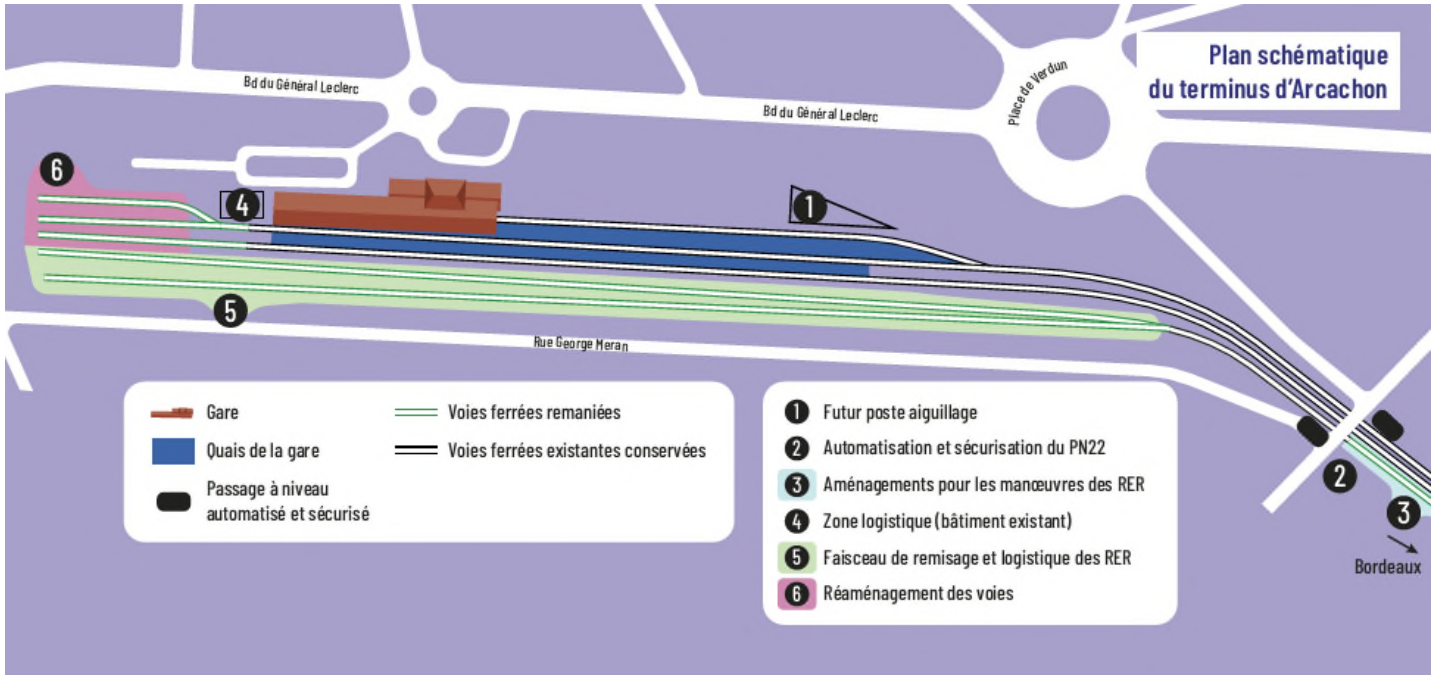 Plan schématique
du terminus d'Arcachon
Bd du Général Leclerc
Bd du Général Leclerc
Place de Verdun
6
4
1
5
Rue George Meran
2
3
Bordeaux
Gare
Quais de la gare
Passage à niveau
automatisé et sécurisé
Voies ferrées remaniées
Voies ferrées existantes conservées
1 Futur poste aiguillage
2 Automatisation et sécurisation du PN22
3 Aménagements pour les manœuvres des RER
4 Zone logistique (bâtiment existant)
5 Faisceau de remisage et logistique des RER
6 Réaménagement des voies